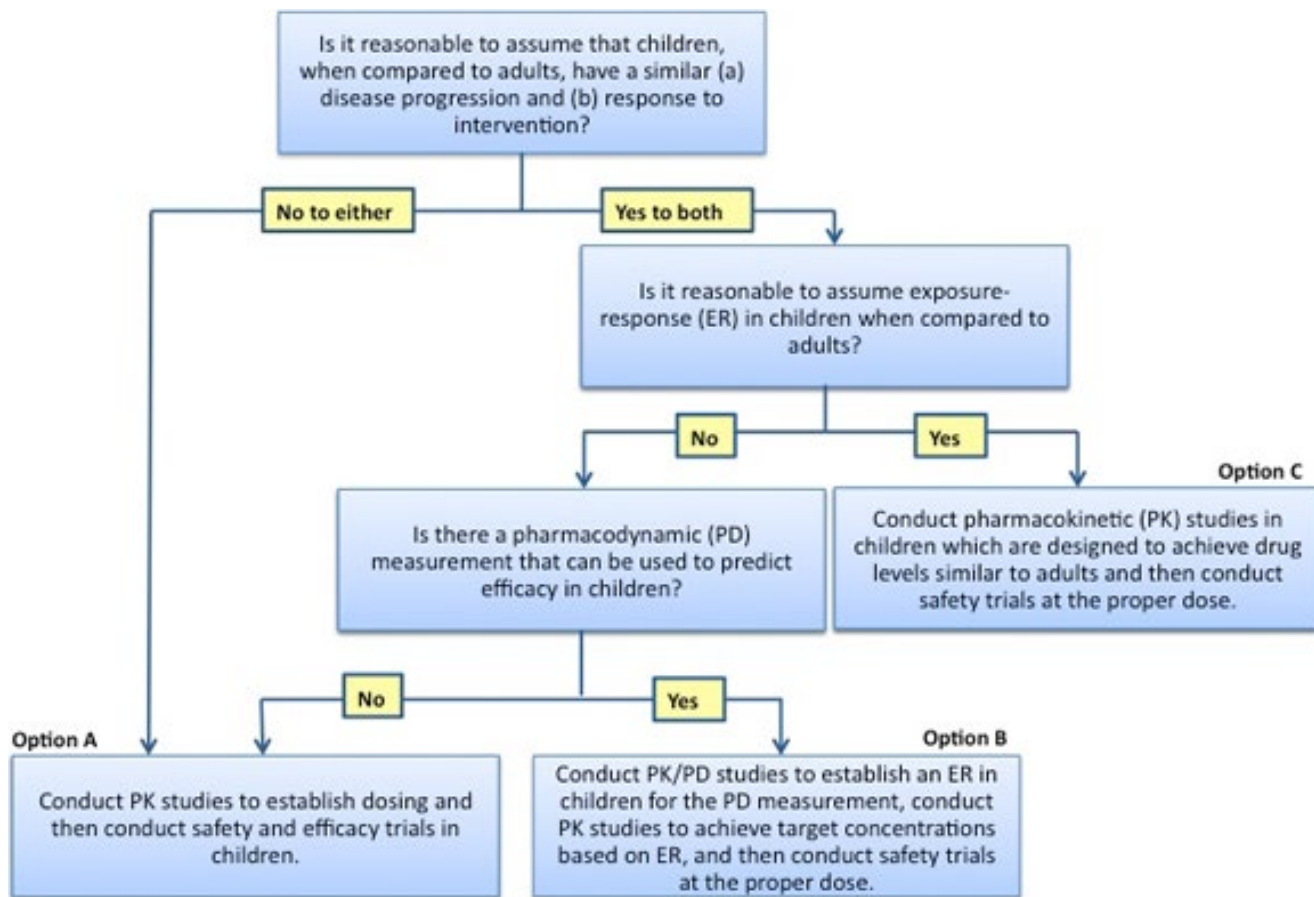 Is it reasonable to assume that children,
when compared to adults, have a similar (a)
disease progression and (b) response to
intervention?
No to either
Yes to both
Is it reasonable to assume exposure-
response (ER) in children when compared to
adults?
No
Yes
Option C
Is there a pharmacodynamic (PD)
measurement that can be used to predict
efficacy in children?
Conduct pharmacokinetic (PK) studies in
children which are designed to achieve drug
levels similar to adults and then conduct
safety trials at the proper dose.
No
Yes
Option A
Option B
Conduct PK studies to establish dosing and
then conduct safety and efficacy trials in
children.
Conduct PK/PD studies to establish an ER in
children for the PD measurement, conduct
PK studies to achieve target concentrations
based on ER, and then conduct safety trials
at the proper dose.